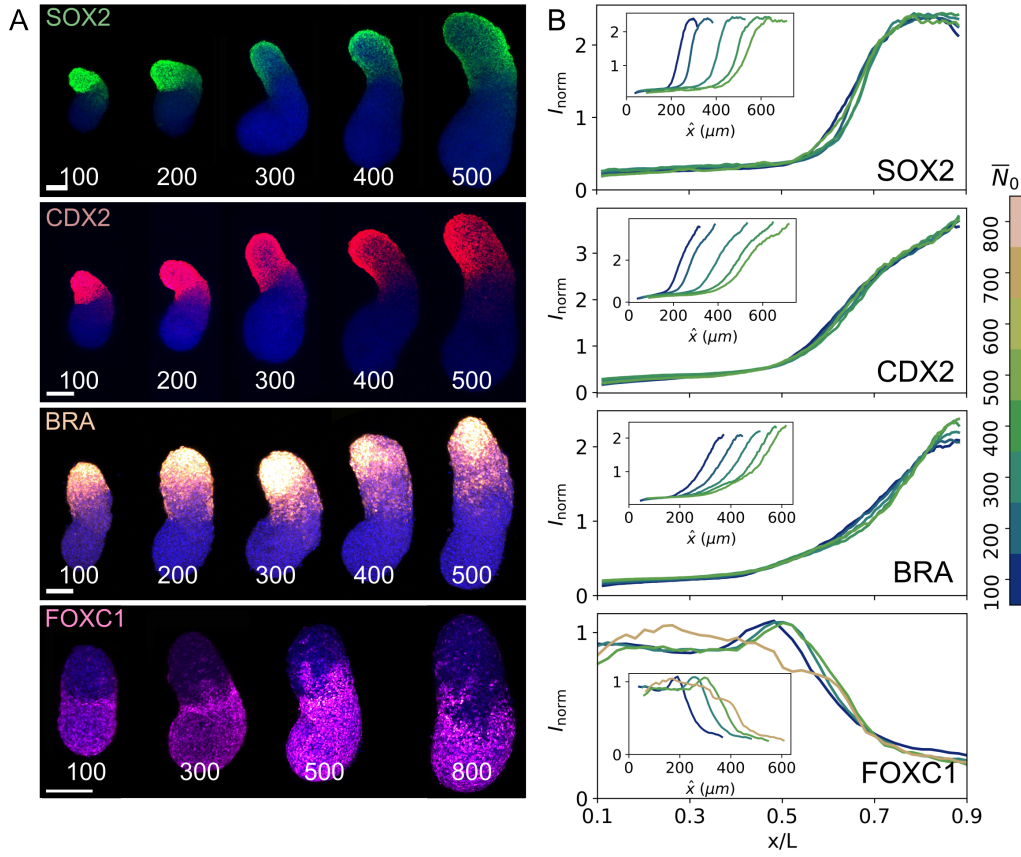 A
SOX2
100 200 300 400 500
CDX2
100 200 300 400 500
BRA
100 200 300 400 500
FOXC1
100 300 500 800
B
2
1
0
I_norm
2
1
0 200 400 600
x̂ (μm)
SOX2
3
2
1
0
I_norm
2
0
0 200 400 600
x̂ (μm)
CDX2
3
2
1
0
I_norm
2
1
0 200 400 600
x̂ (μm)
BRA
1
0
I_norm
1
0
0 200 400 600
x̂ (μm)
FOXC1
0.1 0.3 0.5 0.7 0.9
x/L
N̅₀
800
700
600
500
400
300
200
100